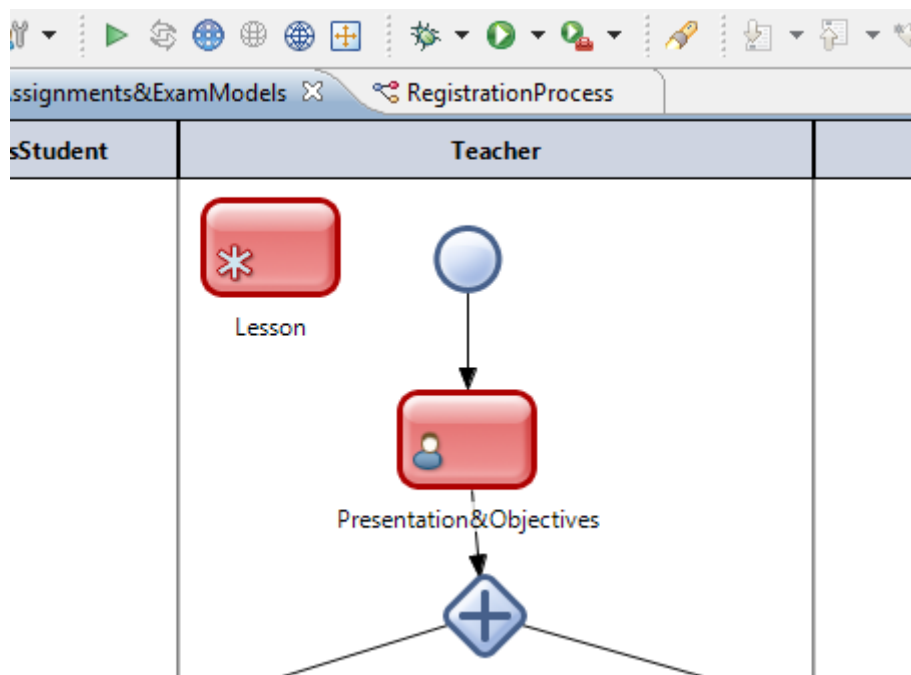 ssignments&ExamModels
RegistrationProcess
sStudent
Teacher
Lesson
Presentation&Objectives